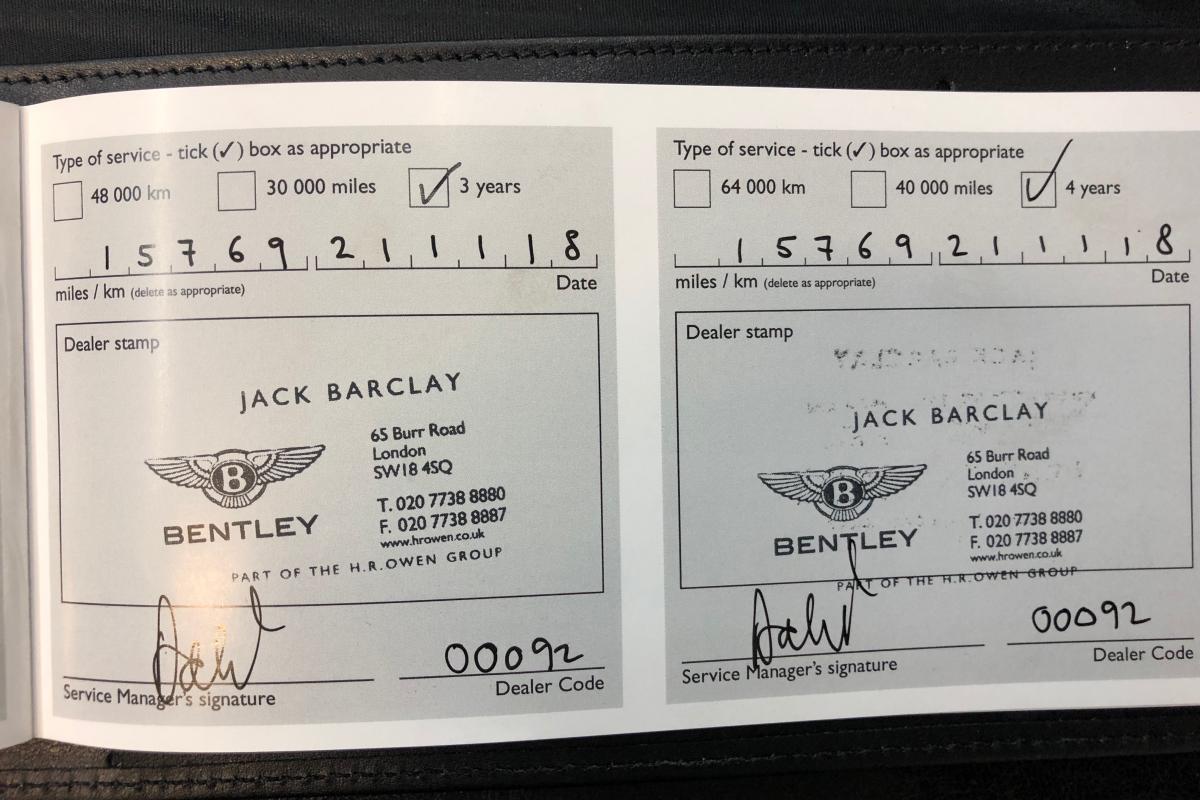 Type of service - tick (✓) box as appropriate
48 000 km 30 000 miles ✓ 3 years
15769 211118
miles / km (delete as appropriate) Date
Dealer stamp
JACK BARCLAY
65 Burr Road
London
SW18 4SQ
T. 020 7738 8880
F. 020 7738 8887
www.hrowen.co.uk
B
BENTLEY
PART OF THE H.R.OWEN GROUP
00092
Service Manager's signature Dealer Code
Type of service - tick (✓) box as appropriate
64 000 km 40 000 miles ✓ 4 years
15769 211118
miles / km (delete as appropriate) Date
Dealer stamp
JACK BARCLAY
JACK BARCLAY
65 Burr Road
London
SW18 4SQ
T. 020 7738 8880
F. 020 7738 8887
www.hrowen.co.uk
B
BENTLEY
PART OF THE H.R.OWEN GROUP
00092
Service Manager's signature Dealer Code